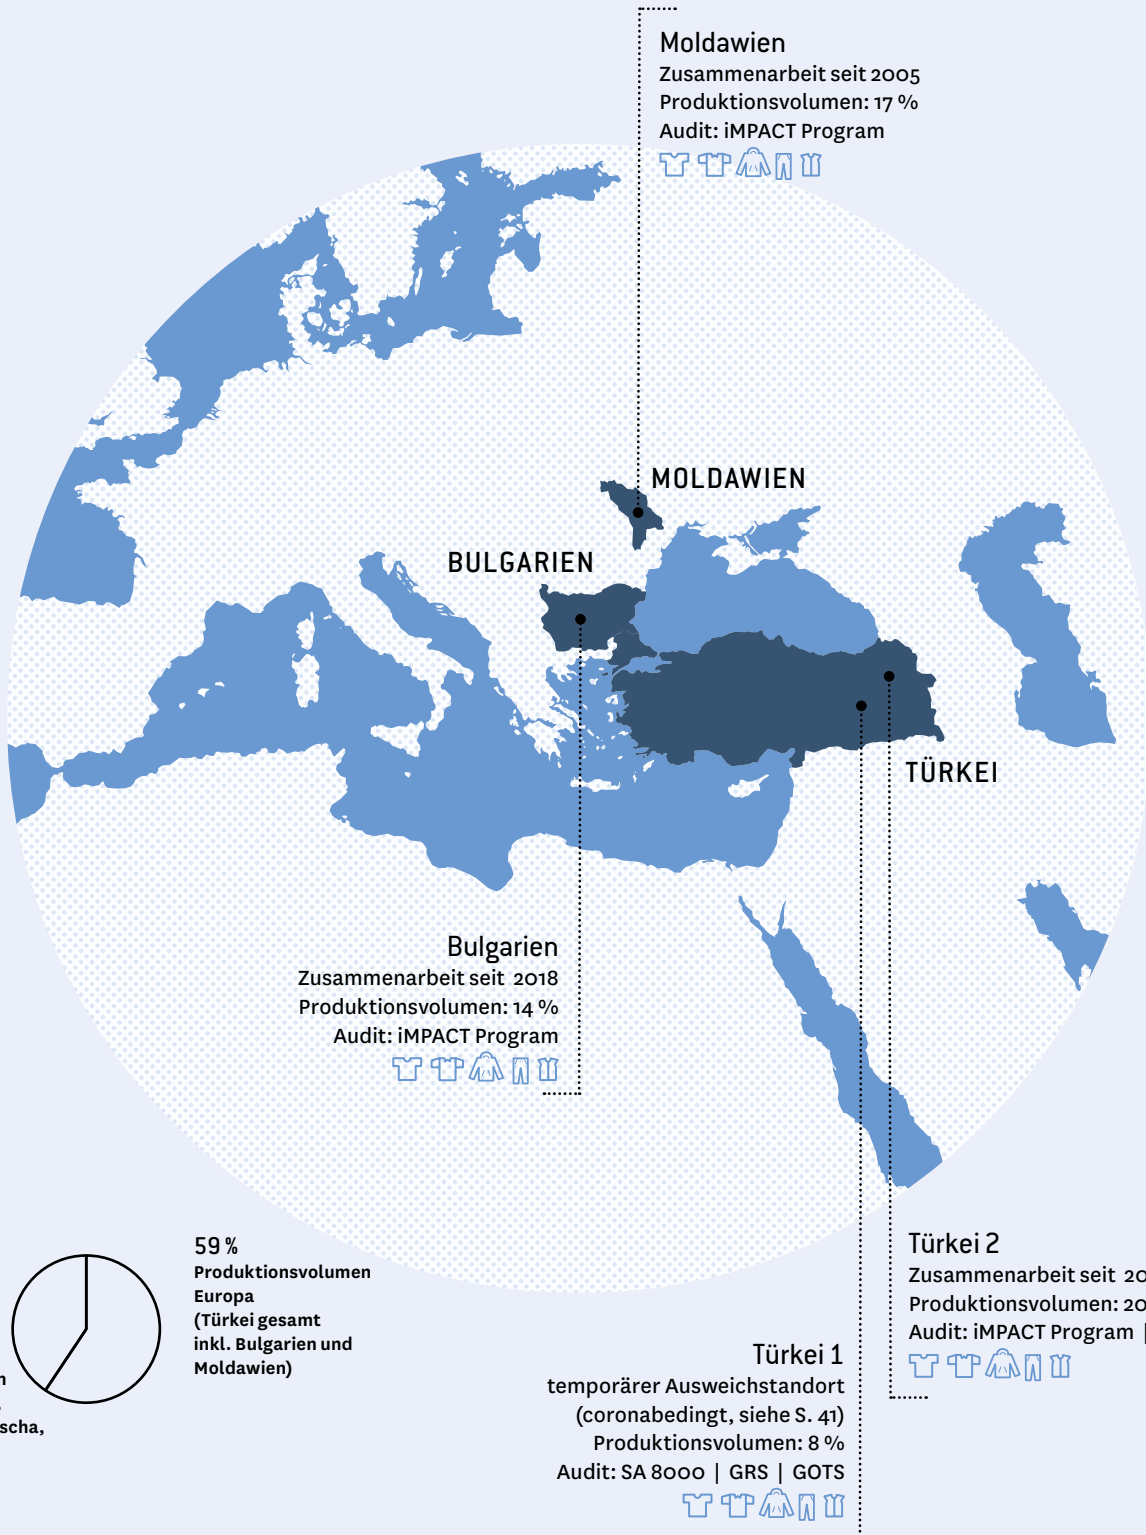 Moldawien
Zusammenarbeit seit 2005
Produktionsvolumen: 17 %
Audit: iMPACT Program
MOLDAWIEN
BULGARIEN
TÜRKEI
Bulgarien
Zusammenarbeit seit 2018
Produktionsvolumen: 14 %
Audit: iMPACT Program
59 %
Produktionsvolumen
Europa
(Türkei gesamt
inkl. Bulgarien und
Moldawien)
Türkei 2
Zusammenarbeit seit 20
Produktionsvolumen: 20
Audit: iMPACT Program |
Türkei 1
temporärer Ausweichstandort
(coronabedingt, siehe S. 41)
Produktionsvolumen: 8 %
Audit: SA 8000 | GRS | GOTS